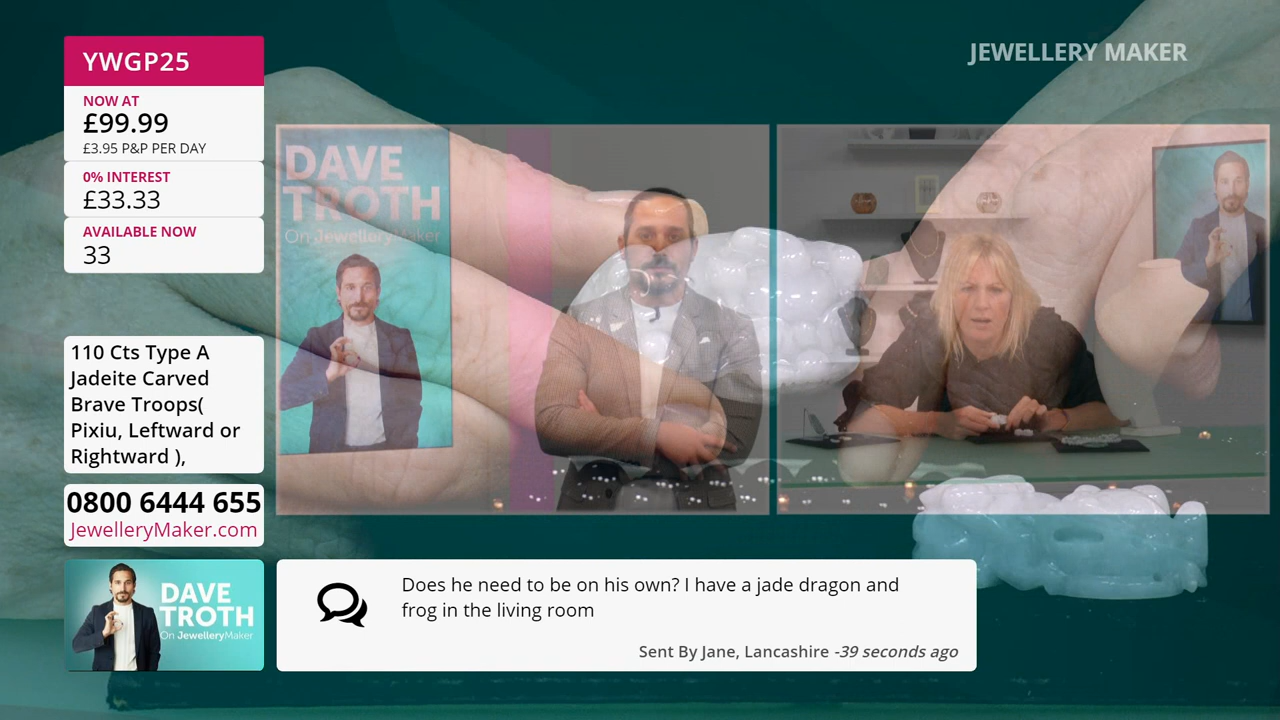 YWGP25
NOW AT
£99.99
£3.95 P&P PER DAY
0% INTEREST
£33.33
AVAILABLE NOW
33
110 Cts Type A
Jadeite Carved
Brave Troops(
Pixiu, Leftward or
Rightward ),
0800 6444 655
JewelleryMaker.com
DAVE
TROTH
On JewelleryMaker
JEWELLERY MAKER
DAVE
TROTH
On JewelleryMaker
Does he need to be on his own? I have a jade dragon and
frog in the living room
Sent By Jane, Lancashire -39 seconds ago